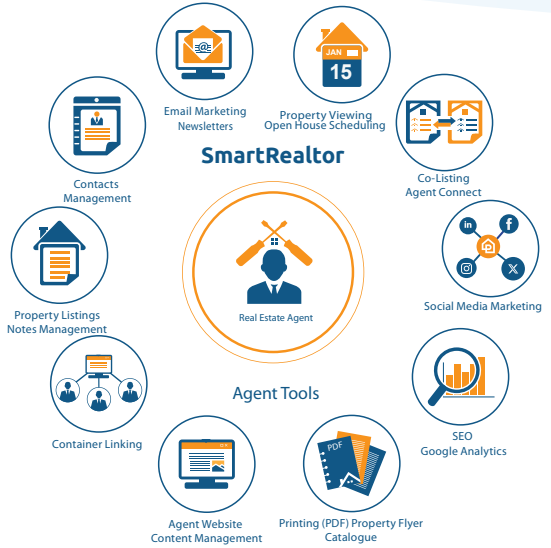 JAN
15
@
Email Marketing
Newsletters
Property Viewing
Open House Scheduling
SmartRealtor
Contacts
Management
Co-Listing
Agent Connect
in
f
X
Social Media Marketing
Property Listings
Notes Management
Real Estate Agent
Agent Tools
Container Linking
SEO
Google Analytics
PDF
Agent Website
Content Management
Printing (PDF) Property Flyer
Catalogue